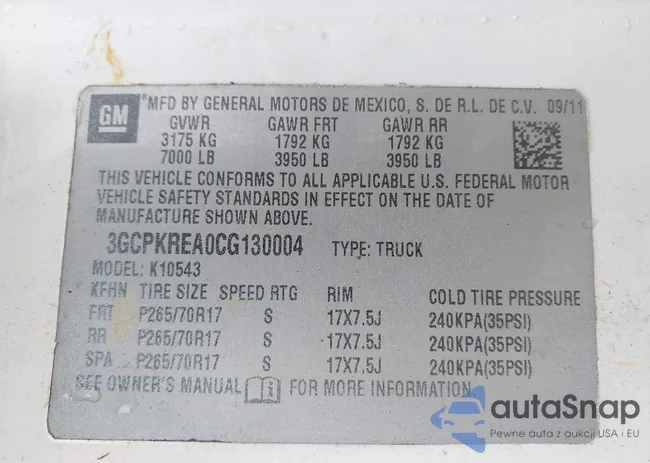 GM *MFD BY GENERAL MOTORS DE MEXICO, S. DE R.L. DE C.V. 09/11
GVWR GAWR FRT GAWR RR
3175 KG 1792 KG 1792 KG
7000 LB 3950 LB 3950 LB
THIS VEHICLE CONFORMS TO ALL APPLICABLE U.S. FEDERAL MOTOR
VEHICLE SAFETY STANDARDS IN EFFECT ON THE DATE OF
MANUFACTURE SHOWN ABOVE.
3GCPKREA0CG130004 TYPE: TRUCK
MODEL: K10543
KFHN TIRE SIZE SPEED RTG RIM COLD TIRE PRESSURE
FRT P265/70R17 S 17X7.5J 240KPA(35PSI)
RR P265/70R17 S 17X7.5J 240KPA(35PSI)
SPA P265/70R17 S 17X7.5J 240KPA(35PSI)
SEE OWNER'S MANUAL FOR MORE INFORMATION.
autaSnap
Pewne auta z aukcji USA i EU